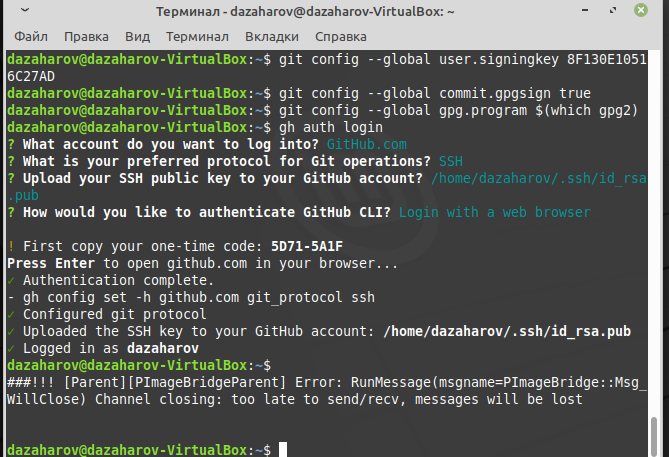 Терминал - dazaharov@dazaharov-VirtualBox: ~
Файл Правка Вид Терминал Вкладки Справка
dazaharov@dazaharov-VirtualBox:~$ git config --global user.signingkey 8F130E1051
6C27AD
dazaharov@dazaharov-VirtualBox:~$ git config --global commit.gpgsign true
dazaharov@dazaharov-VirtualBox:~$ git config --global gpg.program $(which gpg2)
dazaharov@dazaharov-VirtualBox:~$ gh auth login
? What account do you want to log into? GitHub.com
? What is your preferred protocol for Git operations? SSH
? Upload your SSH public key to your GitHub account? /home/dazaharov/.ssh/id_rsa
.pub
? How would you like to authenticate GitHub CLI? Login with a web browser
! First copy your one-time code: 5D71-5A1F
Press Enter to open github.com in your browser...
✓ Authentication complete.
- gh config set -h github.com git_protocol ssh
✓ Configured git protocol
✓ Uploaded the SSH key to your GitHub account: /home/dazaharov/.ssh/id_rsa.pub
✓ Logged in as dazaharov
dazaharov@dazaharov-VirtualBox:~$
###!!! [Parent][PImageBridgeParent] Error: RunMessage(msgname=PImageBridge::Msg_
WillClose) Channel closing: too late to send/recv, messages will be lost
dazaharov@dazaharov-VirtualBox:~$